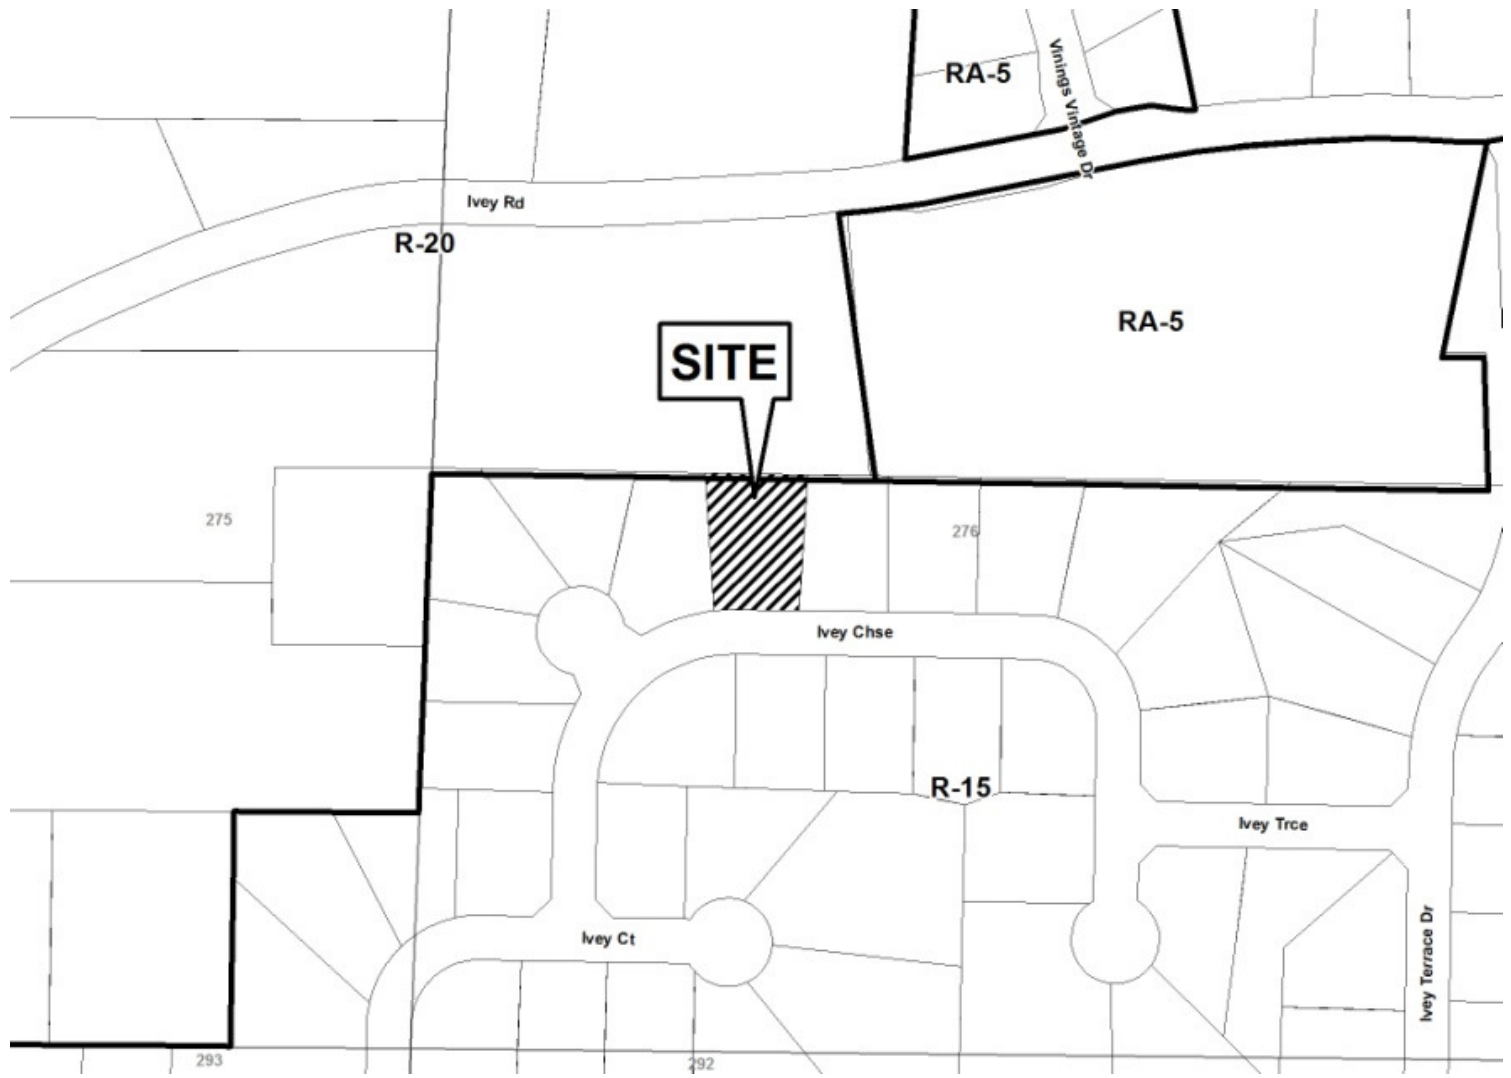 RA-5
Vinings Vintage Dr
Ivey Rd
R-20
RA-5
SITE
275
276
Ivey Chse
R-15
Ivey Trce
Ivey Ct
Ivey Terrace Dr
293
292